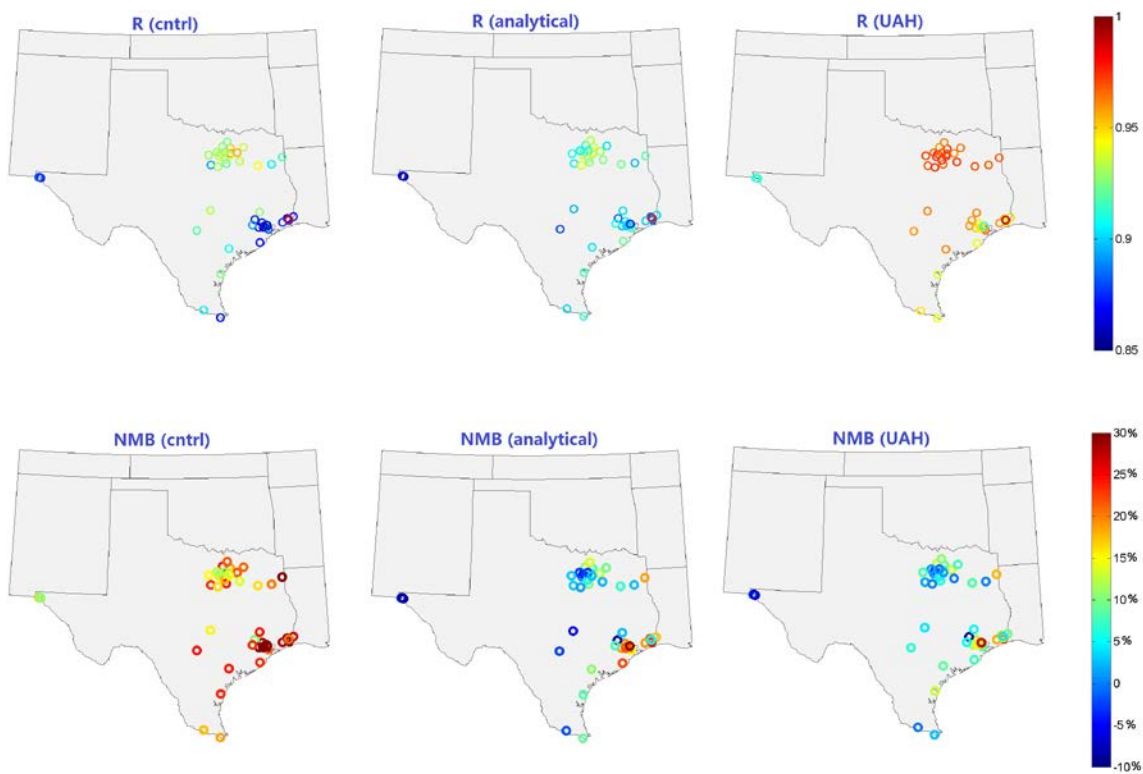 R (cntrl)
R (analytical)
R (UAH)
1
0.95
0.9
0.85
NMB (cntrl)
NMB (analytical)
NMB (UAH)
30%
25%
20%
15%
10%
5%
0
-5%
-10%